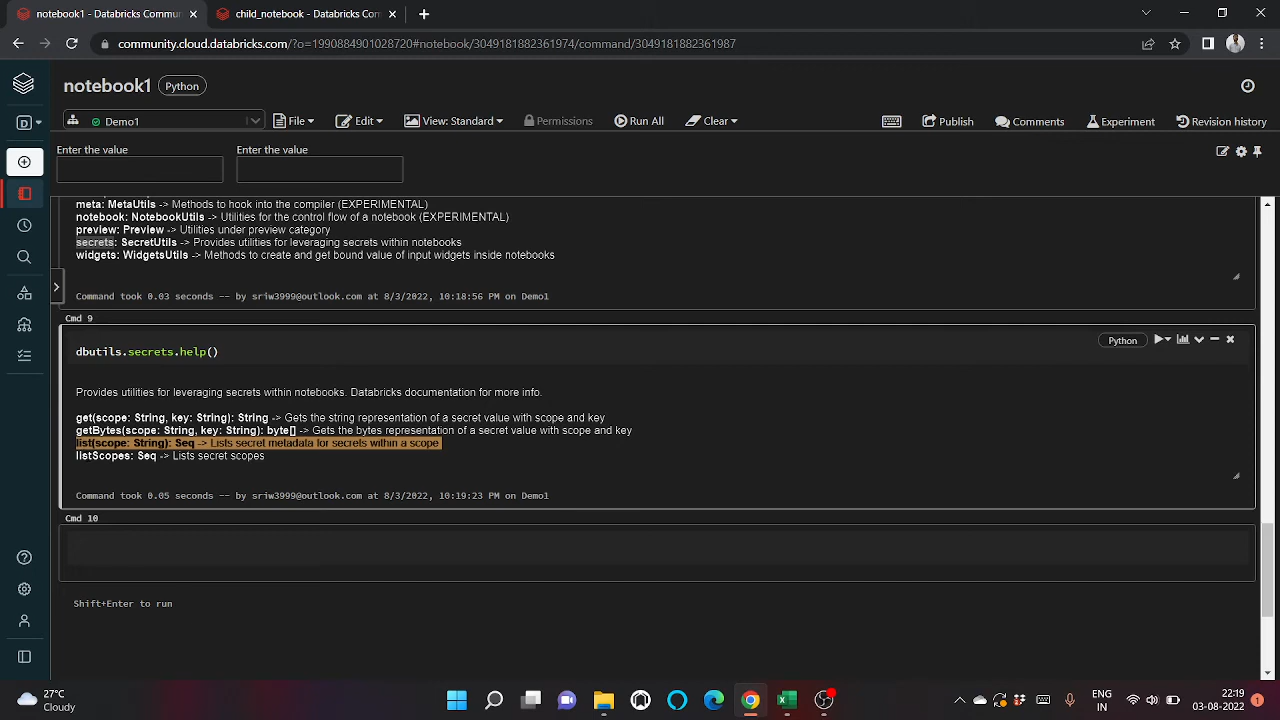 notebook1 - Databricks Commun
child_notebook - Databricks Com
community.cloud.databricks.com/?o=1990884901028720#notebook/3049181882361974/command/3049181882361987
notebook1 Python
Demo1 File Edit View: Standard Permissions Run All Clear Publish Comments Experiment Revision history
D
Enter the value Enter the value
meta: MetaUtils -> Methods to hook into the compiler (EXPERIMENTAL)
notebook: NotebookUtils -> Utilities for the control flow of a notebook (EXPERIMENTAL)
preview: Preview -> Utilities under preview category
secrets: SecretUtils -> Provides utilities for leveraging secrets within notebooks
widgets: WidgetsUtils -> Methods to create and get bound value of input widgets inside notebooks
Command took 0.03 seconds -- by sriw3999@outlook.com at 8/3/2022, 10:18:56 PM on Demo1
Cmd 9
Python
dbutils.secrets.help()
Provides utilities for leveraging secrets within notebooks. Databricks documentation for more info.
get(scope: String, key: String): String -> Gets the string representation of a secret value with scope and key
getBytes(scope: String, key: String): byte[] -> Gets the bytes representation of a secret value with scope and key
list(scope: String): Seq -> Lists secret metadata for secrets within a scope
listScopes: Seq -> Lists secret scopes
Command took 0.05 seconds -- by sriw3999@outlook.com at 8/3/2022, 10:19:23 PM on Demo1
Cmd 10
Shift+Enter to run
27°C
Cloudy
ENG
IN
22:19
03-08-2022
1